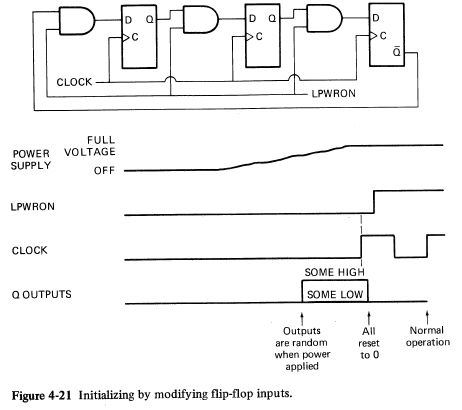 D Q
C
D Q
C
D
C
Q̄
CLOCK
LPWRON
POWER
SUPPLY
FULL
VOLTAGE
OFF
LPWRON
CLOCK
Q OUTPUTS
SOME HIGH
SOME LOW
Outputs
are random
when power
applied
All
reset
to 0
Normal
operation
Figure 4-21 Initializing by modifying flip-flop inputs.